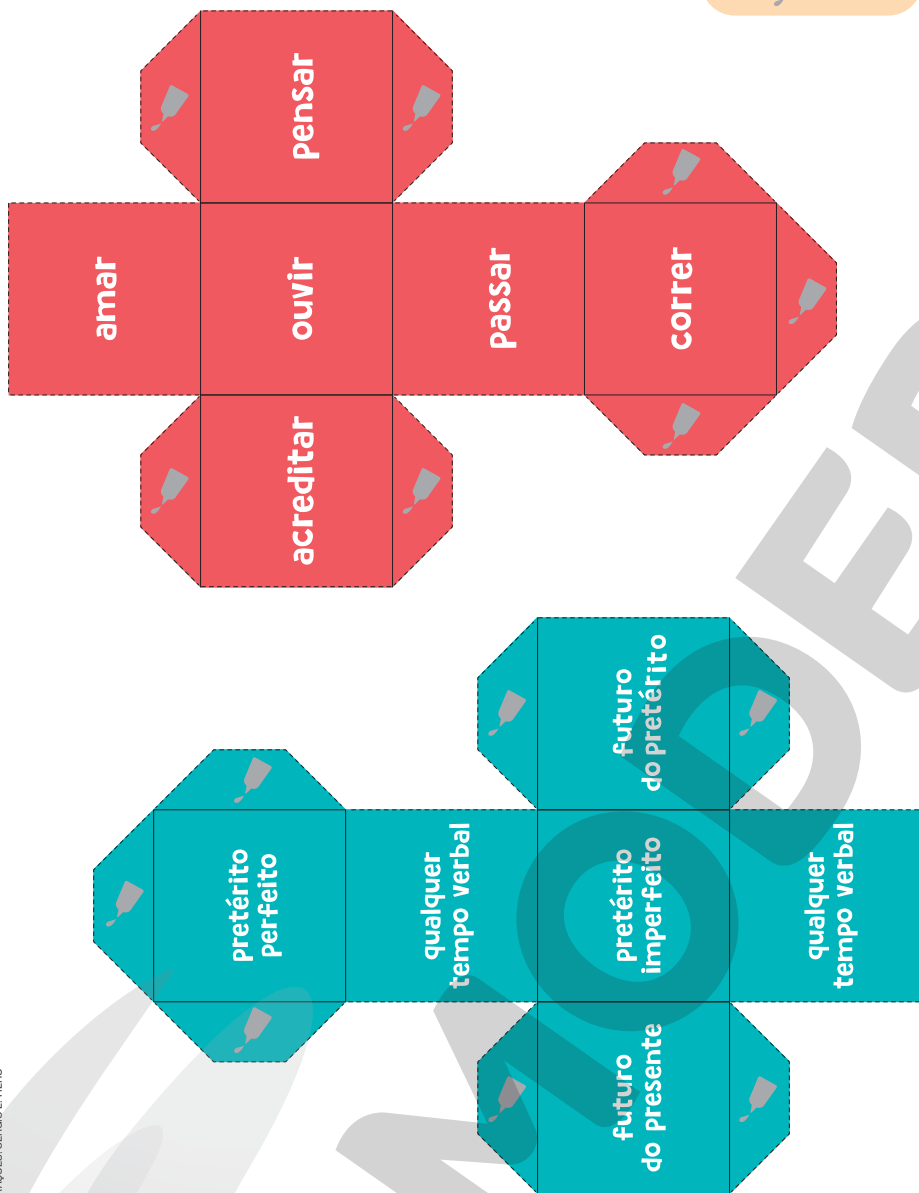 pensar
amar
ouvir
passar
correr
acreditar
futuro
do pretérito
pretérito
perfeito
qualquer
tempo verbal
pretérito
imperfeito
qualquer
tempo verbal
futuro
do presente